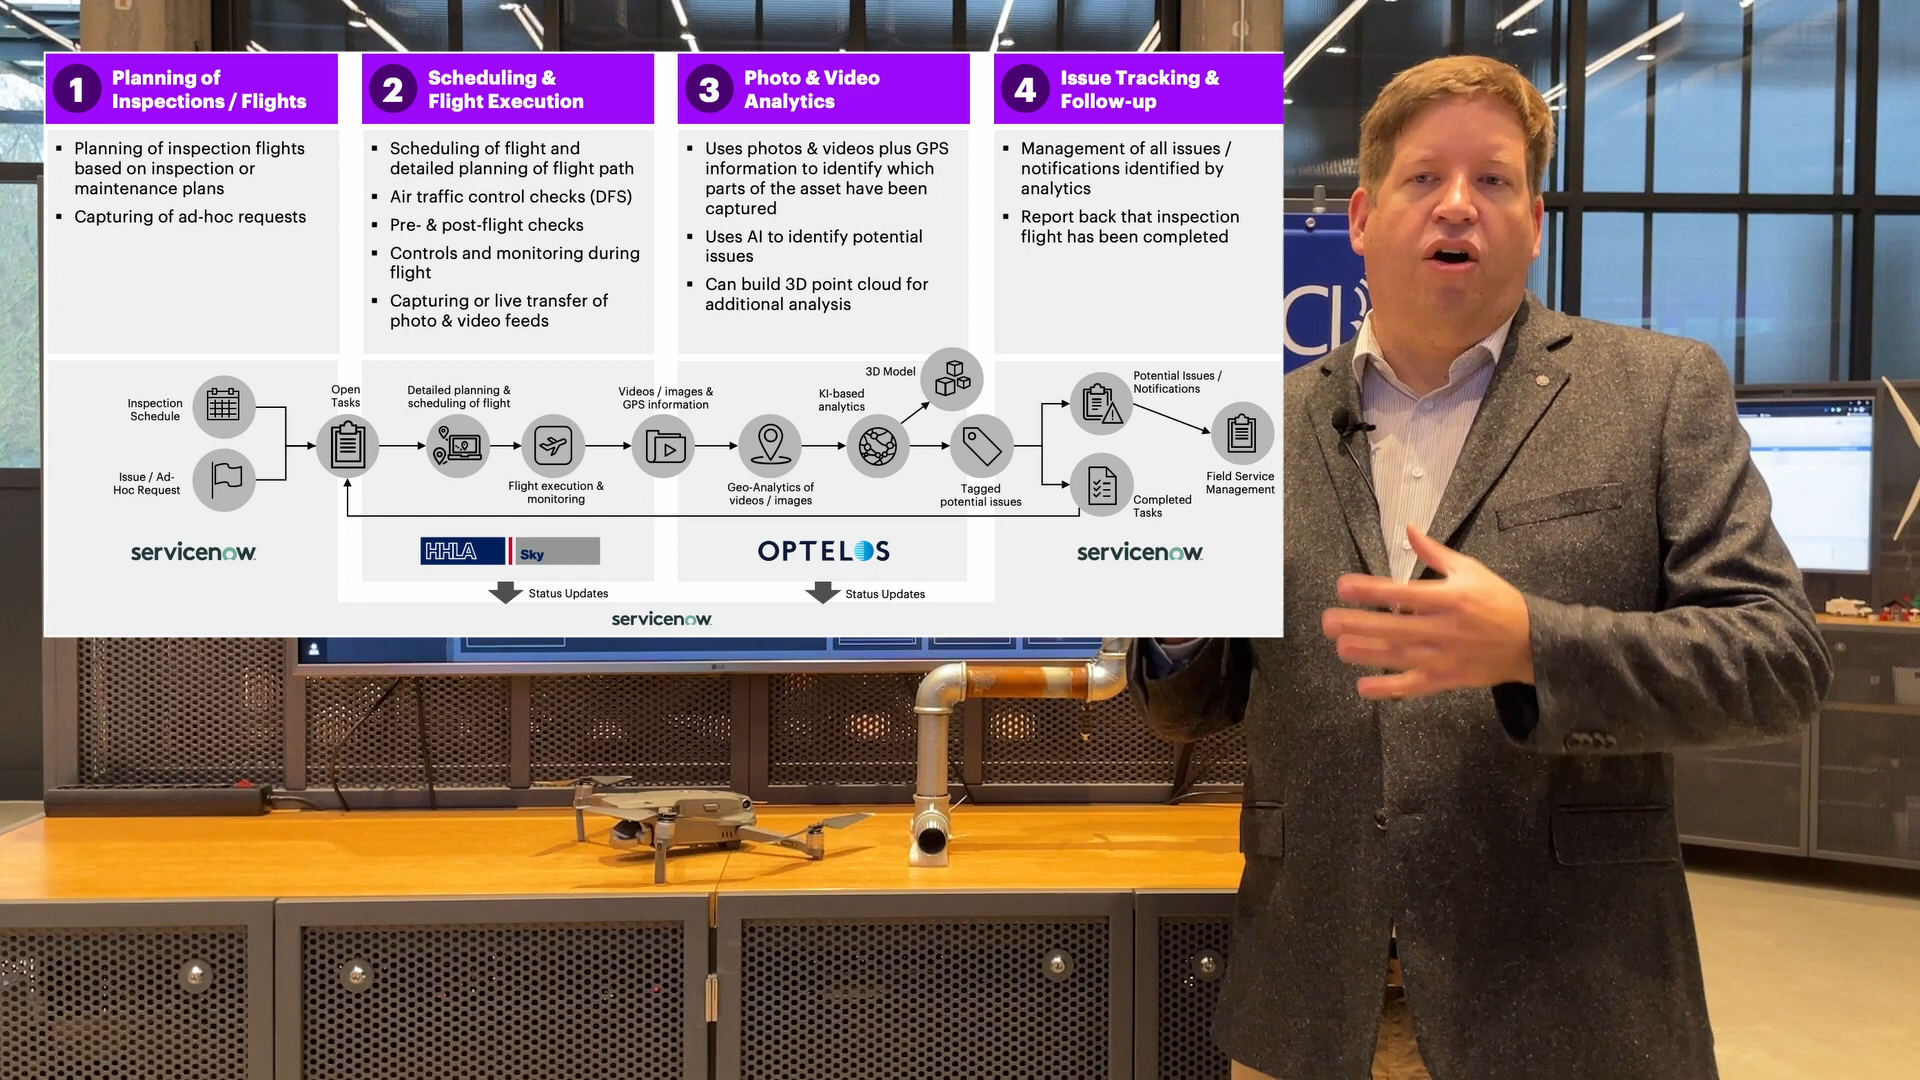 1
Planning of
Inspections / Flights
▪ Planning of inspection flights
based on inspection or
maintenance plans
▪ Capturing of ad-hoc requests
2
Scheduling &
Flight Execution
▪ Scheduling of flight and
detailed planning of flight path
▪ Air traffic control checks (DFS)
▪ Pre- & post-flight checks
▪ Controls and monitoring during
flight
▪ Capturing or live transfer of
photo & video feeds
3
Photo & Video
Analytics
▪ Uses photos & videos plus GPS
information to identify which
parts of the asset have been
captured
▪ Uses AI to identify potential
issues
▪ Can build 3D point cloud for
additional analysis
4
Issue Tracking &
Follow-up
▪ Management of all issues /
notifications identified by
analytics
▪ Report back that inspection
flight has been completed
Inspection
Schedule
Issue / Ad-
Hoc Request
Open
Tasks
Detailed planning &
scheduling of flight
Flight execution &
monitoring
Videos / images &
GPS information
Geo-Analytics of
videos / images
KI-based
analytics
3D Model
Tagged
potential issues
Potential Issues /
Notifications
Completed
Tasks
Field Service
Management
servicenow
HHLA Sky
OPTELOS
servicenow
Status Updates
Status Updates
servicenow
LG